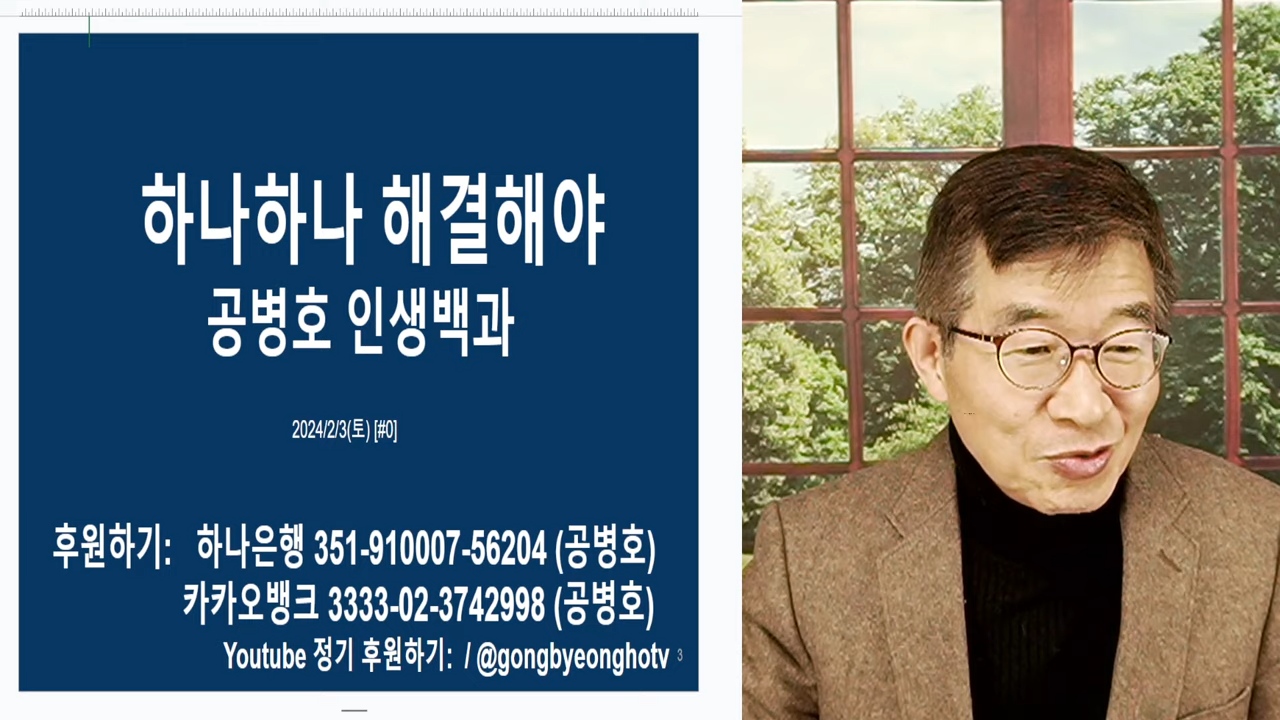 하나하나 해결해야
공병호 인생백과
2024/2/3(토) [#0]
후원하기: 하나은행 351-910007-56204 (공병호)
카카오뱅크 3333-02-3742998 (공병호)
Youtube 정기 후원하기: / @gongbyeonghotv 3